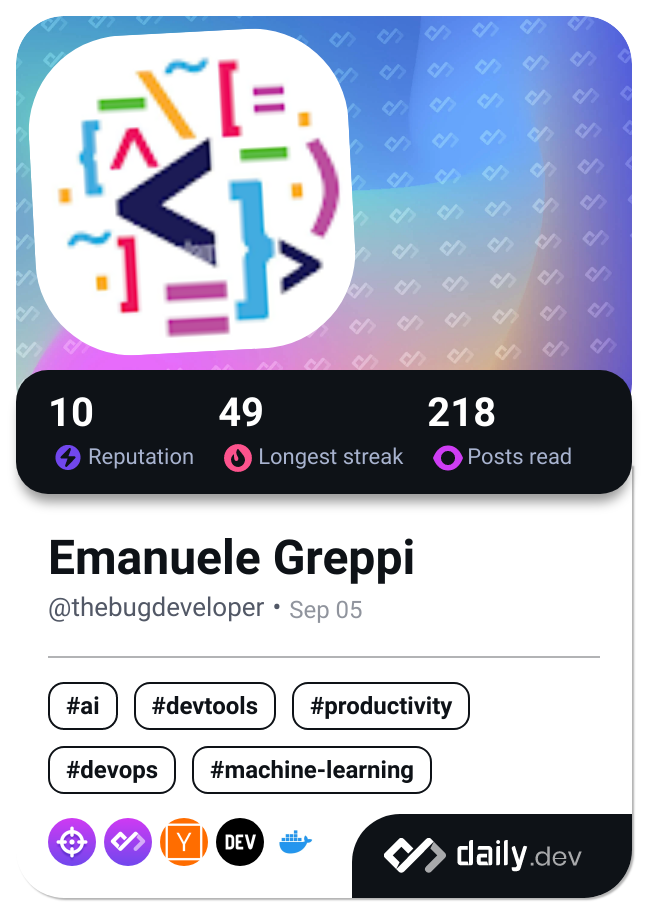 10 49 218
Reputation Longest streak Posts read
Emanuele Greppi
@thebugdeveloper • Sep 05
#ai #devtools #productivity
#devops #machine-learning
Y DEV
daily.dev